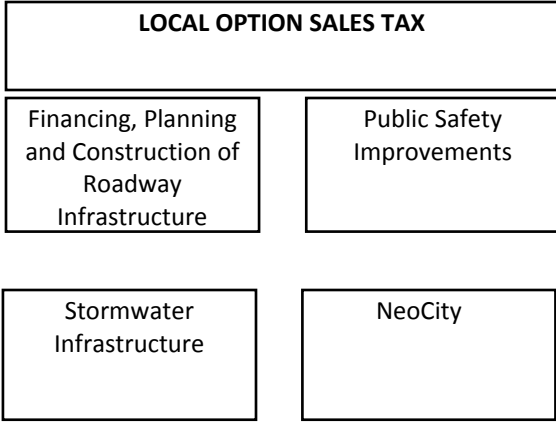 LOCAL OPTION SALES TAX
Financing, Planning
and Construction of
Roadway
Infrastructure
Public Safety
Improvements
Stormwater
Infrastructure
NeoCity